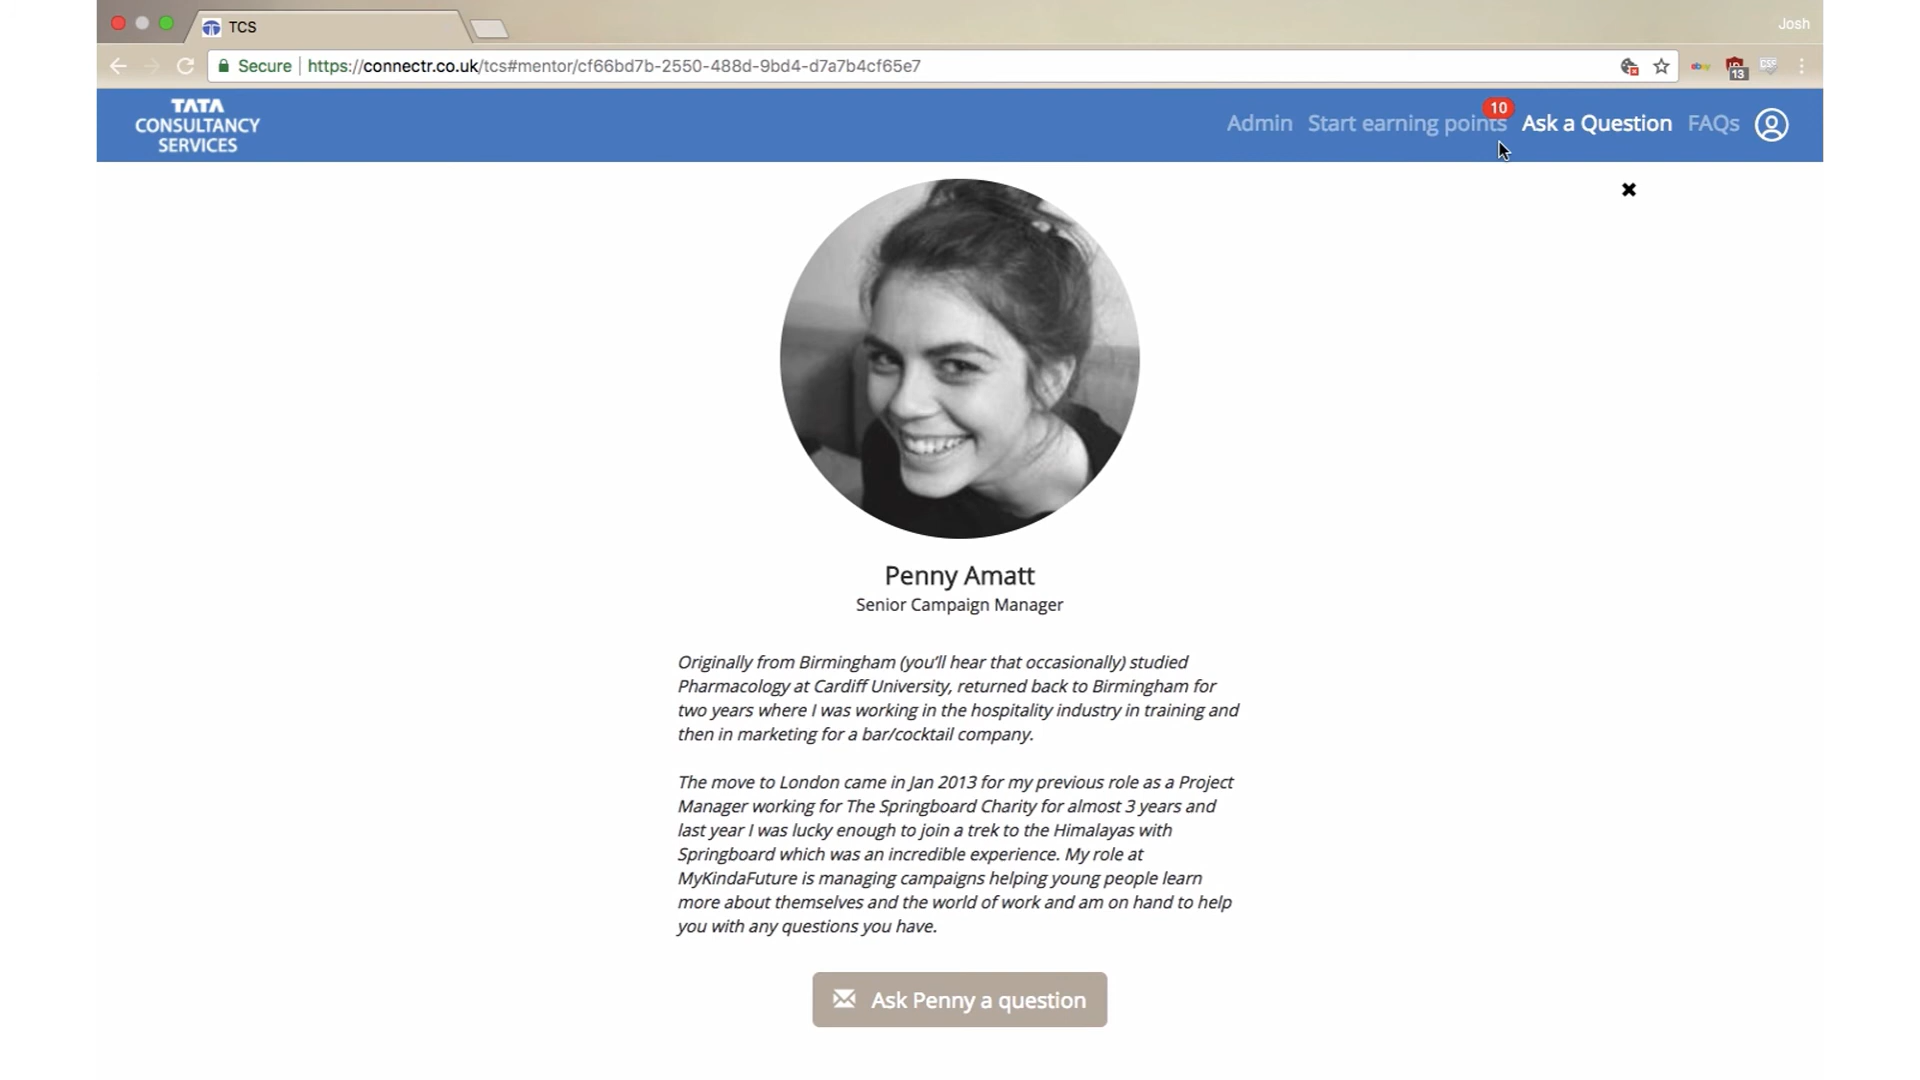 TCS
Josh
Secure
https://connectr.co.uk/tcs#mentor/cf66bd7b-2550-488d-9bd4-d7a7b4cf65e7
ebay
13
CSS
TATA
CONSULTANCY
SERVICES
Admin
Start earning points
10
Ask a Question
FAQs
Penny Amatt
Senior Campaign Manager
Originally from Birmingham (you'll hear that occasionally) studied
Pharmacology at Cardiff University, returned back to Birmingham for
two years where I was working in the hospitality industry in training and
then in marketing for a bar/cocktail company.
The move to London came in Jan 2013 for my previous role as a Project
Manager working for The Springboard Charity for almost 3 years and
last year I was lucky enough to join a trek to the Himalayas with
Springboard which was an incredible experience. My role at
MyKindaFuture is managing campaigns helping young people learn
more about themselves and the world of work and am on hand to help
you with any questions you have.
Ask Penny a question